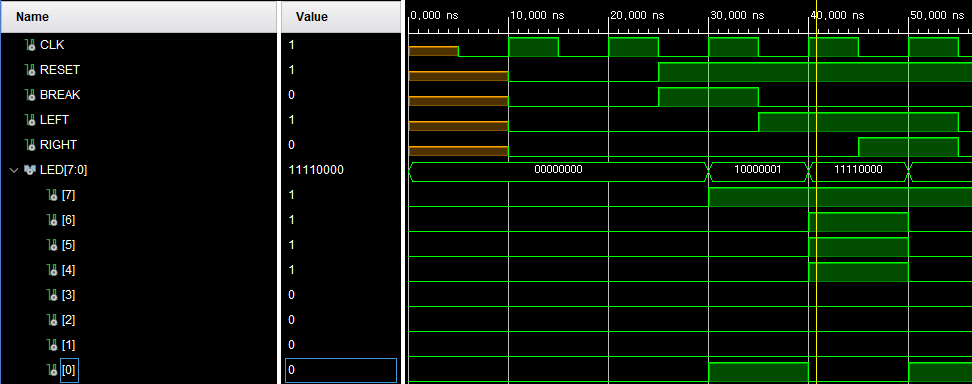 Name Value 0,000 ns 10,000 ns 20,000 ns 30,000 ns 40,000 ns 50,000 ns
CLK 1
RESET 1
BREAK 0
LEFT 1
RIGHT 0
LED[7:0] 11110000 00000000 10000001 11110000
[7] 1
[6] 1
[5] 1
[4] 1
[3] 0
[2] 0
[1] 0
[0] 0